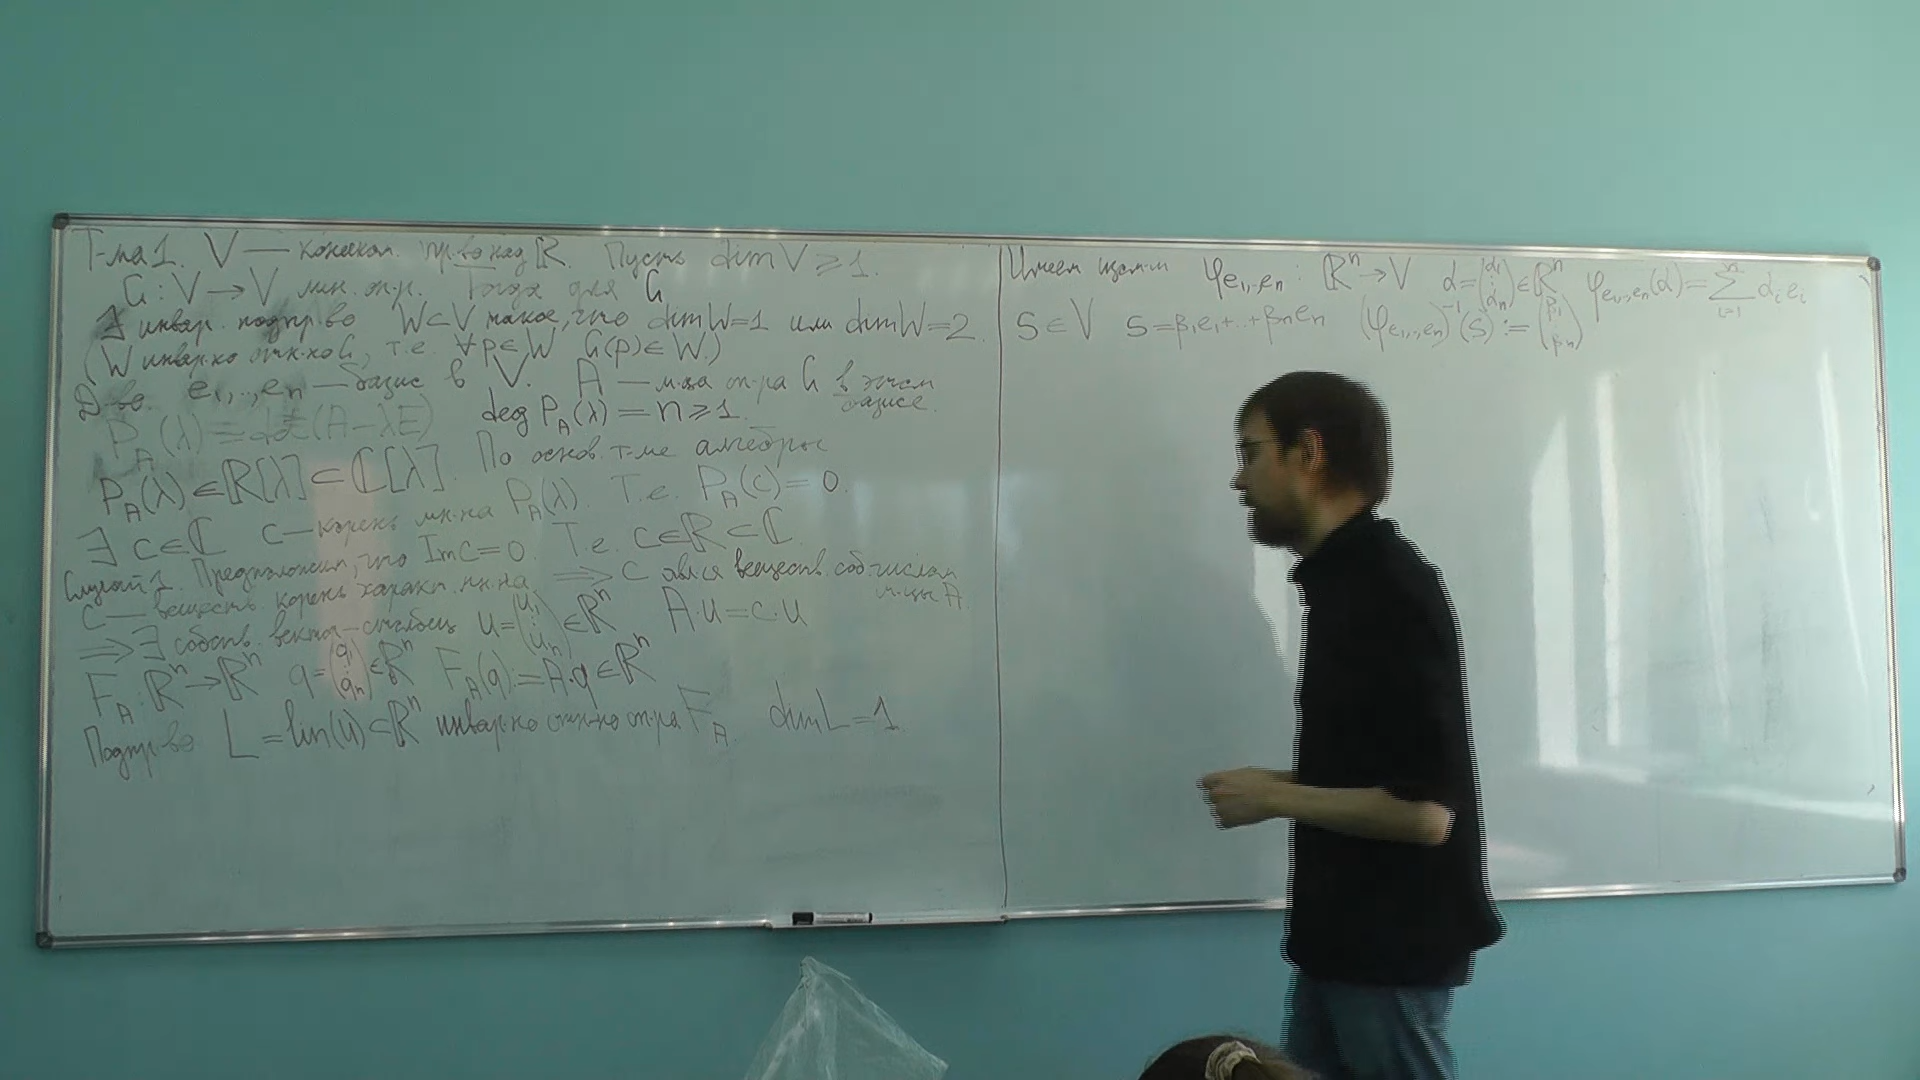 Т-ма 1. V — конечном. пр-во над ℝ. Пусть dim V ⩾ 1.
G : V → V лин. оп-р. Тогда для G
∃ инвар. подпр-во W ⊂ V такое, что dim W = 1 или dim W = 2.
(W инвар-но отн-но G, т.е. ∀ p ∈ W G(p) ∈ W.)
Д-во. e₁,..,eₙ — базис в V. A — м-ца оп-ра G в этом базисе.
P_A(λ) = det(A − λE) deg P_A(λ) = n ⩾ 1.
P_A(λ) ∈ ℝ[λ] ⊂ ℂ[λ]. По основ. т-ме алгебры
∃ c ∈ ℂ c — корень мн-на P_A(λ). Т.е. P_A(c) = 0.
Случай 1. Предположим, что Im c = 0. Т.е. c ∈ ℝ ⊂ ℂ.
c — веществ. корень характ. мн-на ⟹ c явл-ся веществ. соб. числом м-цы A.
⟹ ∃ собств. вектор-столбец u = (u₁ ⋮ uₙ) ∈ ℝⁿ A·u = c·u
F_A : ℝⁿ → ℝⁿ q = (q₁ ⋮ qₙ) ∈ ℝⁿ F_A(q) := A·q ∈ ℝⁿ
Подпр-во L = lin(u) ⊂ ℝⁿ инвар-но отн-но оп-ра F_A. dim L = 1
Имеем φ_{e₁,..,eₙ} : ℝⁿ → V α = (α₁ ⋮ αₙ) ∈ ℝⁿ φ_{e₁,..,eₙ}(α) = ∑_{i=1}^{n} αᵢ eᵢ
s ∈ V s = β₁e₁ + .. + βₙeₙ (φ_{e₁,..,eₙ})⁻¹(s) := (β₁ ⋮ βₙ)